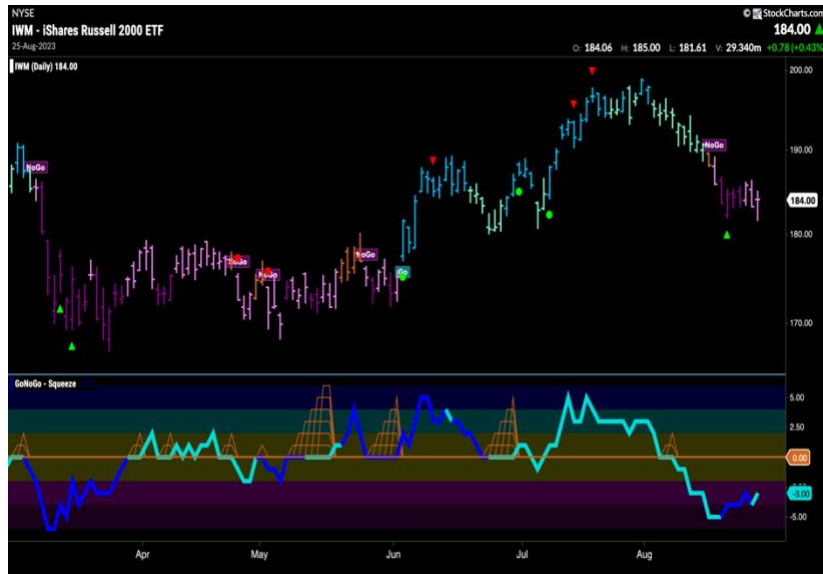 NYSE
© StockCharts.com
IWM - iShares Russell 2000 ETF
184.00
25-Aug-2023
O: 184.06 H: 185.00 L: 181.61 V: 29.340m +0.78 (+0.43%)
IWM (Daily) 184.00
200.00
NoGo
190.00
NoGo
184.00
180.00
NoGo
NoGo
NoGo
Go
170.00
GoNoGo - Squeeze
5.00
2.50
0.00
-3.00
-5.00
Apr May Jun Jul Aug